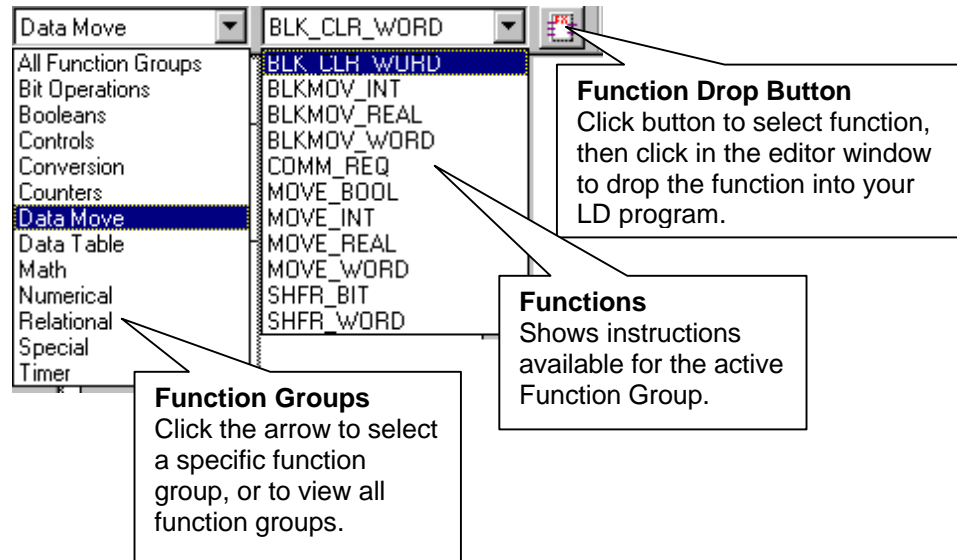 Data Move
BLK_CLR_WORD
FX
All Function Groups
Bit Operations
Booleans
Controls
Conversion
Counters
Data Move
Data Table
Math
Numerical
Relational
Special
Timer
BLK_CLR_WORD
BLKMOV_INT
BLKMOV_REAL
BLKMOV_WORD
COMM_REQ
MOVE_BOOL
MOVE_INT
MOVE_REAL
MOVE_WORD
SHFR_BIT
SHFR_WORD
Function Drop Button
Click button to select function,
then click in the editor window
to drop the function into your
LD program.
Functions
Shows instructions
available for the active
Function Group.
Function Groups
Click the arrow to select
a specific function
group, or to view all
function groups.